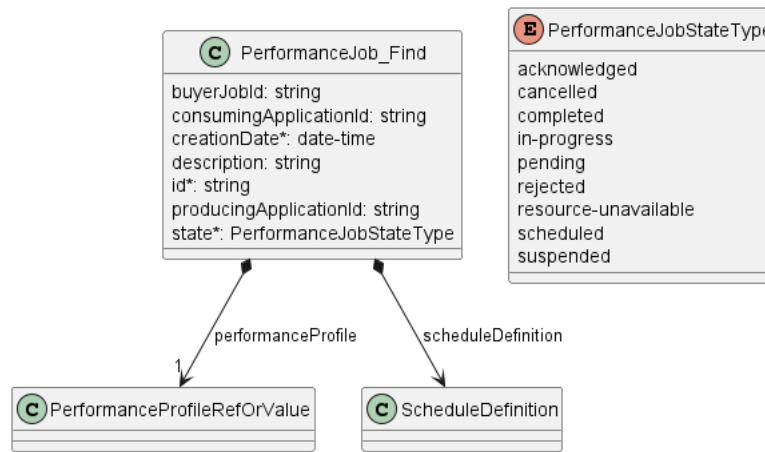 C PerformanceJob_Find
buyerJobId: string
consumingApplicationId: string
creationDate*: date-time
description: string
id*: string
producingApplicationId: string
state*: PerformanceJobStateType
E PerformanceJobStateType
acknowledged
cancelled
completed
in-progress
pending
rejected
resource-unavailable
scheduled
suspended
performanceProfile
scheduleDefinition
1
C PerformanceProfileRefOrValue
C ScheduleDefinition